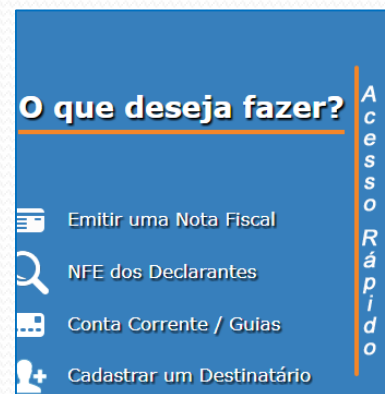 O que deseja fazer?
Emitir uma Nota Fiscal
NFE dos Declarantes
Conta Corrente / Guias
Cadastrar um Destinatário
Acesso Rápido